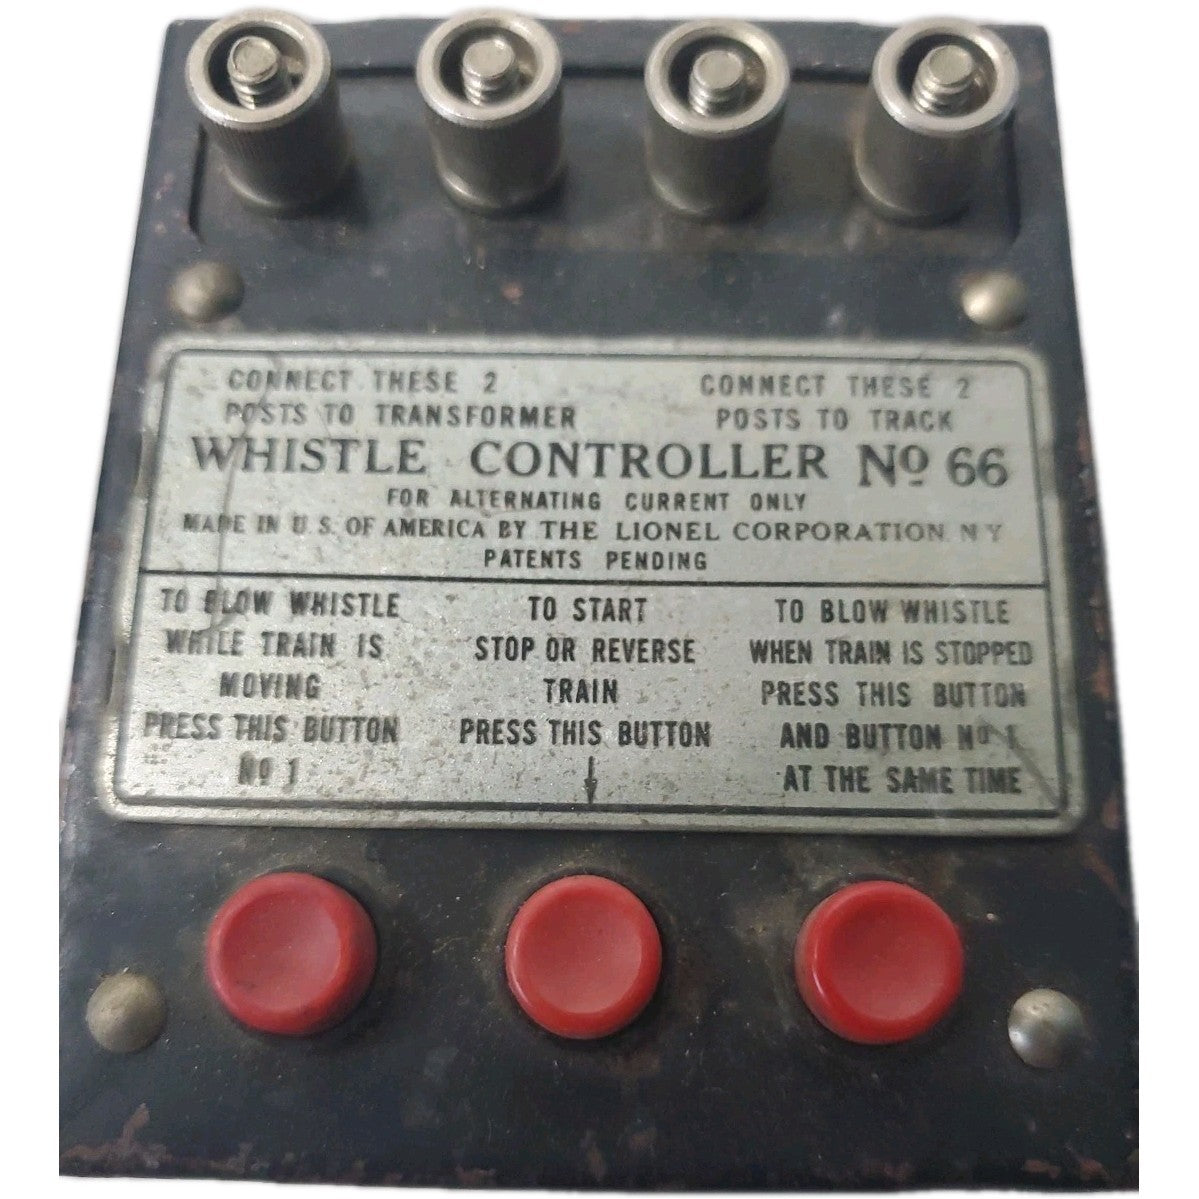 CONNECT THESE 2
POSTS TO TRANSFORMER
CONNECT THESE 2
POSTS TO TRACK
WHISTLE CONTROLLER Nº 66
FOR ALTERNATING CURRENT ONLY
MADE IN U.S. OF AMERICA BY THE LIONEL CORPORATION N Y
PATENTS PENDING
TO BLOW WHISTLE
WHILE TRAIN IS
MOVING
PRESS THIS BUTTON
Nº 1
TO START
STOP OR REVERSE
TRAIN
PRESS THIS BUTTON
TO BLOW WHISTLE
WHEN TRAIN IS STOPPED
PRESS THIS BUTTON
AND BUTTON Nº 1
AT THE SAME TIME